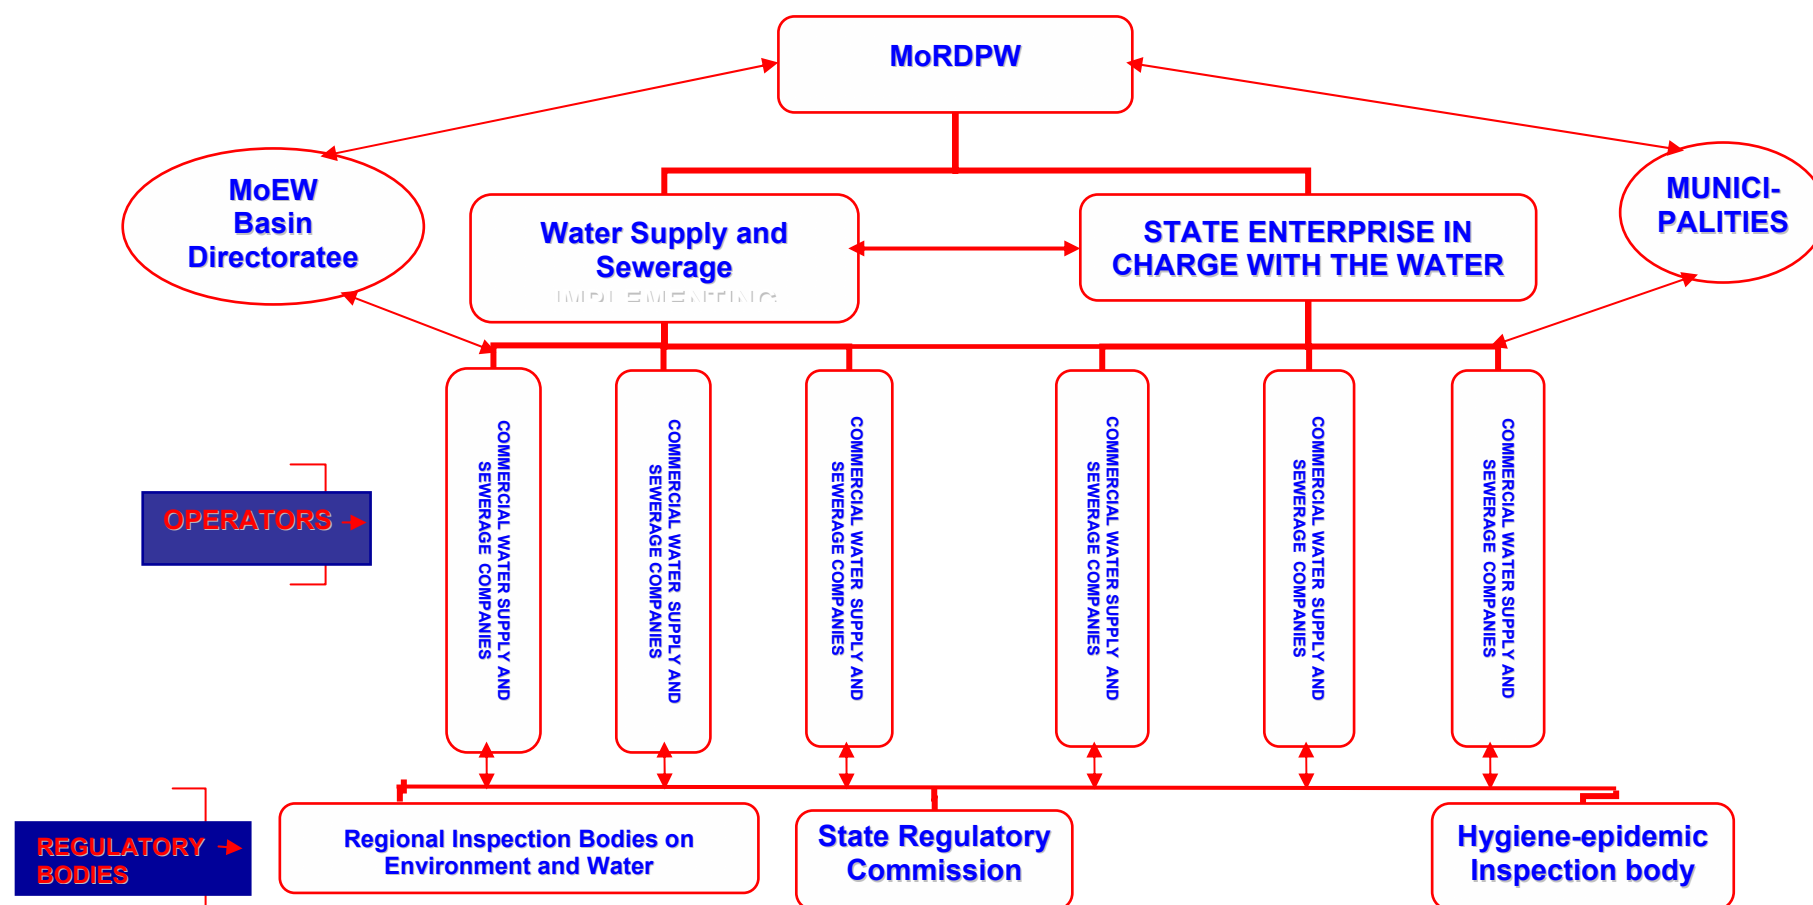 MoRDPW
MoEW
Basin
Directoratee
Water Supply and
Sewerage
IMPLEMENTING
STATE ENTERPRISE IN
CHARGE WITH THE WATER
MUNICI-
PALITIES
COMMERCIAL WATER SUPPLY AND
SEWERAGE COMPANIES
COMMERCIAL WATER SUPPLY AND
SEWERAGE COMPANIES
COMMERCIAL WATER SUPPLY AND
SEWERAGE COMPANIES
COMMERCIAL WATER SUPPLY AND
SEWERAGE COMPANIES
COMMERCIAL WATER SUPPLY AND
SEWERAGE COMPANIES
COMMERCIAL WATER SUPPLY AND
SEWERAGE COMPANIES
OPERATORS
REGULATORY
BODIES
Regional Inspection Bodies on
Environment and Water
State Regulatory
Commission
Hygiene-epidemic
Inspection body